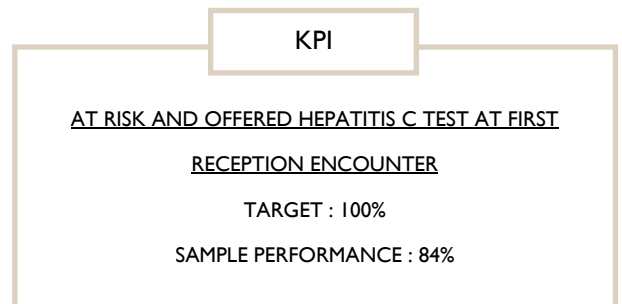 KPI
AT RISK AND OFFERED HEPATITIS C TEST AT FIRST
RECEPTION ENCOUNTER
TARGET : 100%
SAMPLE PERFORMANCE : 84%